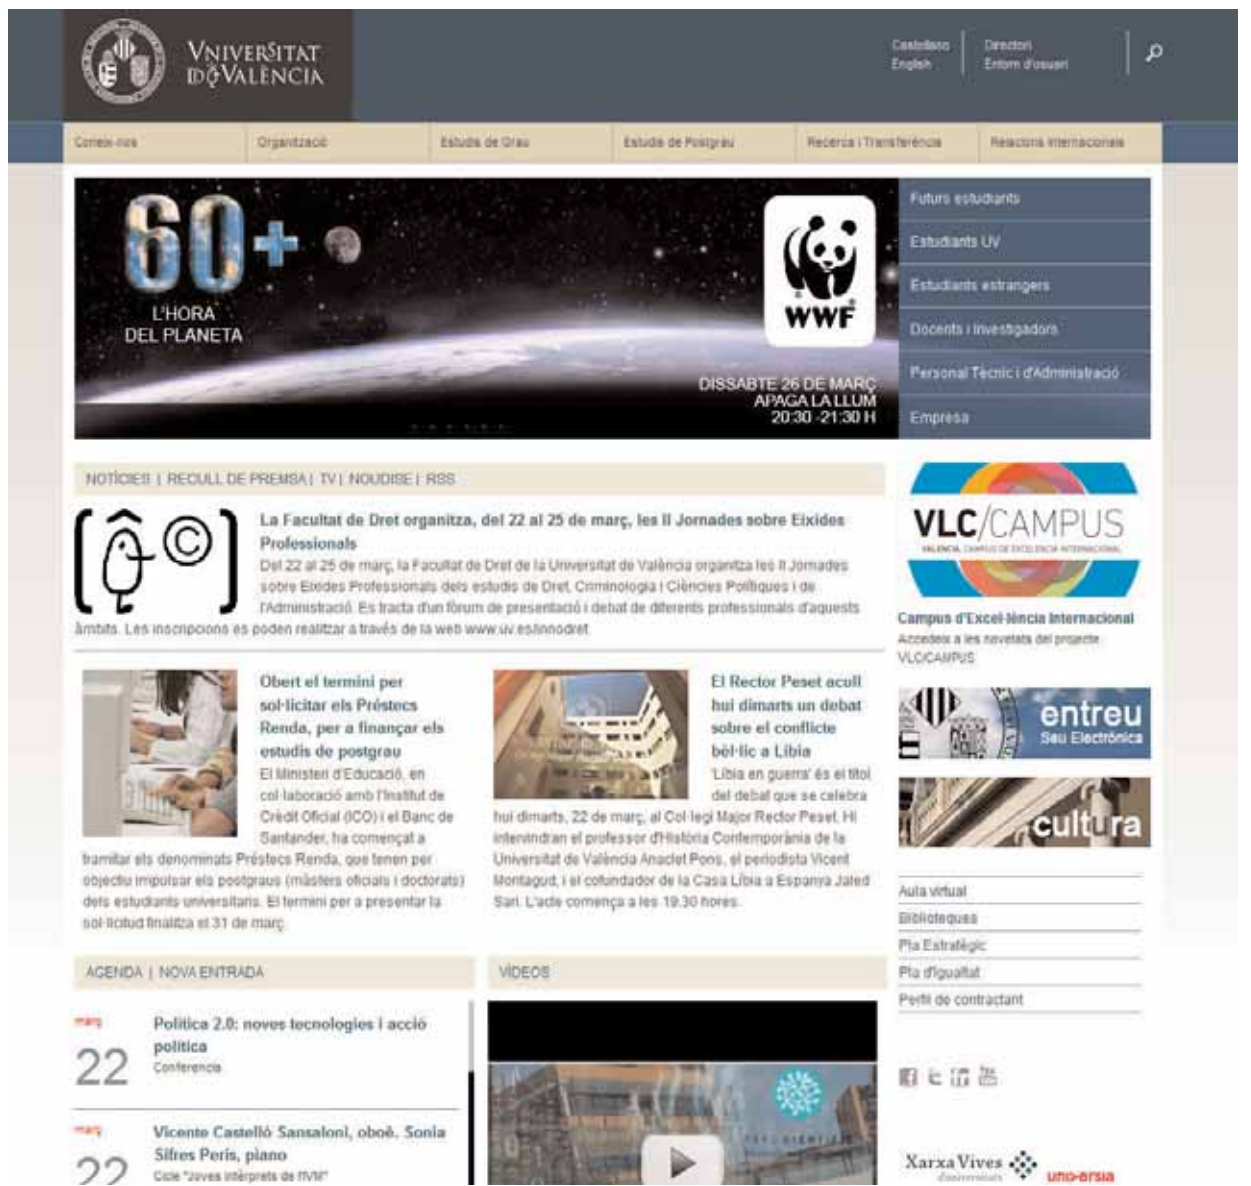 VNIVERSITAT
D VALÈNCIA
Castellano
English
Directori
Entorn d'usuari
Coneix-nos
Organització
Estudis de Grau
Estudis de Postgrau
Recerca i Transferència
Relacions Internacionals
60+
L'HORA
DEL PLANETA
WWF
DISSABTE 26 DE MARÇ
APAGA LA LLUM
20:30 -21:30 H
Futurs estudiants
Estudiants UV
Estudiants estrangers
Docents i Investigadors
Personal Tècnic i d'Administració
Empresa
NOTÍCIES | RECULL DE PREMSA | TV | NOUDISE | RSS
©
La Facultat de Dret organitza, del 22 al 25 de març, les II Jornades sobre Eixides
Professionals
Del 22 al 25 de març, la Facultat de Dret de la Universitat de València organitza les II Jornades
sobre Eixides Professionals dels estudis de Dret, Criminologia i Ciències Polítiques i de
l'Administració. Es tracta d'un fòrum de presentació i debat de diferents professionals d'aquests
àmbits. Les inscripcions es poden realitzar a través de la web www.uv.es/innodret
Obert el termini per
sol·licitar els Préstecs
Renda, per a finançar els
estudis de postgrau
El Ministeri d'Educació, en
col·laboració amb l'Institut de
Crèdit Oficial (ICO) i el Banc de
Santander, ha començat a
tramitar els denominats Préstecs Renda, que tenen per
objectiu impulsar els postgraus (màsters oficials i doctorats)
dels estudiants universitaris. El termini per a presentar la
sol·licitud finalitza el 31 de març
El Rector Peset acull
hui dimarts un debat
sobre el conflicte
bèl·lic a Líbia
'Líbia en guerra' és el títol
del debat que se celebra
hui dimarts, 22 de març, al Col·legi Major Rector Peset. Hi
intervindran el professor d'Història Contemporània de la
Universitat de València Anaclet Pons, el periodista Vicent
Montagud, i el cofundador de la Casa Líbia a Espanya Jaled
Sari. L'acte comença a les 19.30 hores.
VLC/CAMPUS
VALENCIA, CAMPUS DE EXCELENCIA INTERNACIONAL
Campus d'Excel·lència Internacional
Accedeix a les novetats del projecte
VLC/CAMPUS
entreu
Seu Electrònica
cultura
Aula virtual
Biblioteques
Pla Estratègic
Pla d'Igualtat
Perfil de contractant
AGENDA | NOVA ENTRADA
març
22
Política 2.0: noves tecnologies i acció
política
Conferencia
març
22
Vicente Castelló Sansaloni, oboè. Sonia
Sifres Peris, piano
Cicle "Joves intèrprets de l'IVM"
VÍDEOS
Xarxa Vives
d'universitats
universia